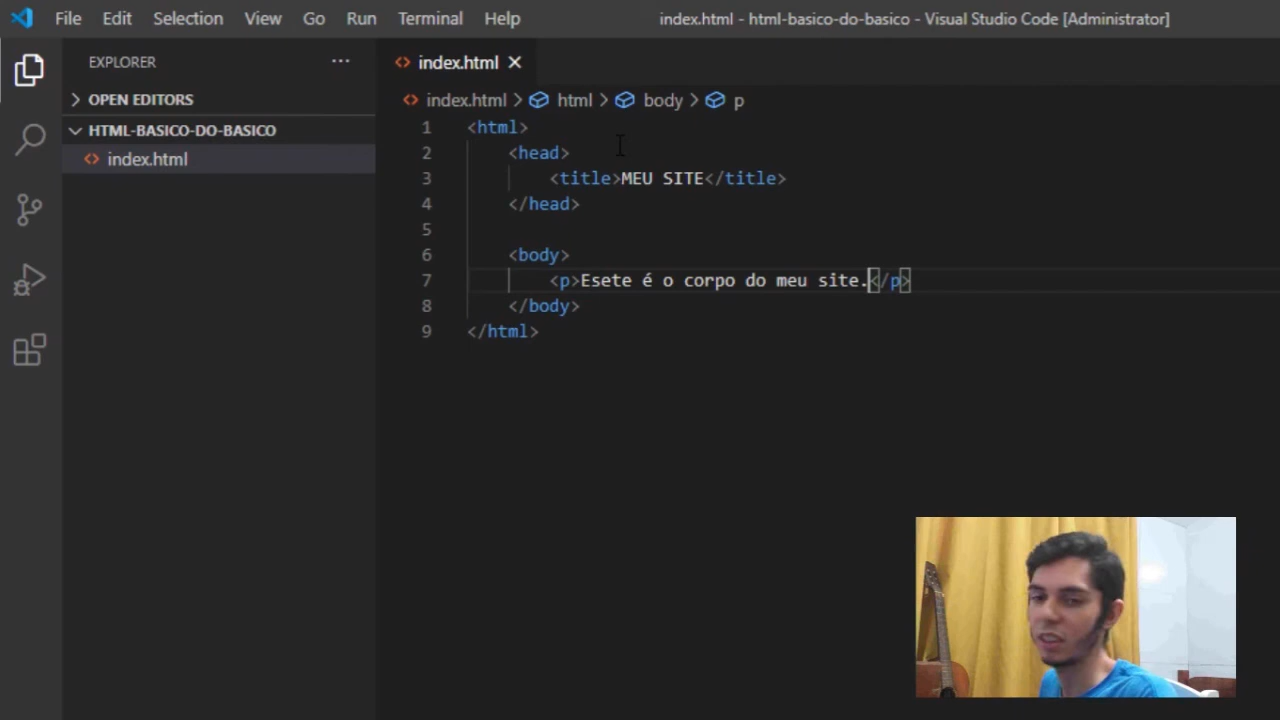 File Edit Selection View Go Run Terminal Help index.html - html-basico-do-basico - Visual Studio Code [Administrator]
EXPLORER ···
OPEN EDITORS
HTML-BASICO-DO-BASICO
<> index.html
<> index.html ×
<> index.html > html > body > p
1 <html>
2 <head>
3 <title>MEU SITE</title>
4 </head>
5
6 <body>
7 <p>Esete é o corpo do meu site.</p>
8 </body>
9 </html>